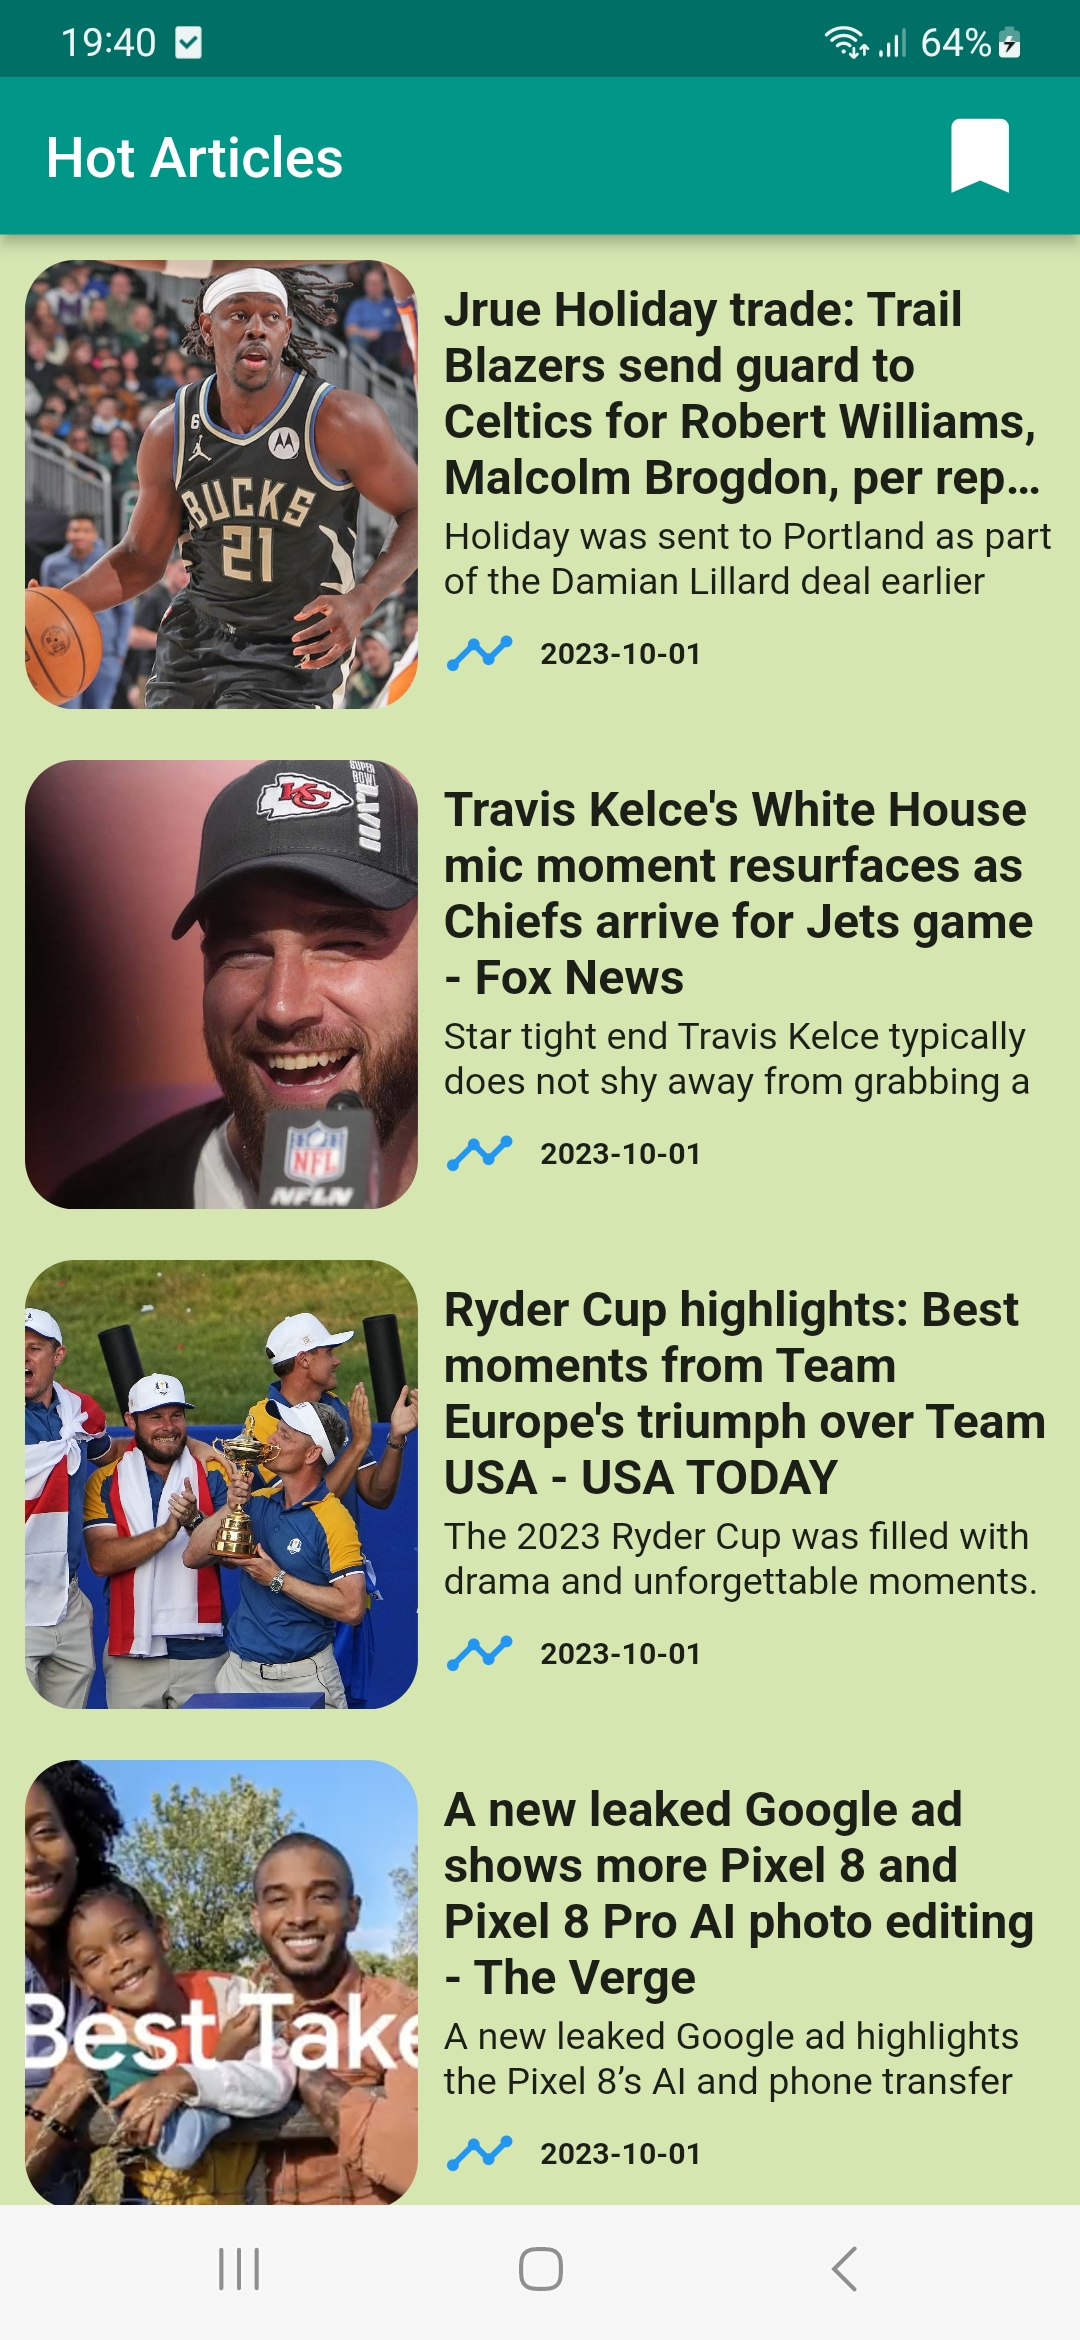 19:40
64%
Hot Articles
6
BUCKS
21
Jrue Holiday trade: Trail
Blazers send guard to
Celtics for Robert Williams,
Malcolm Brogdon, per rep...
Holiday was sent to Portland as part
of the Damian Lillard deal earlier
2023-10-01
SUPER
BOWL
LVII
KC
NFL
Travis Kelce's White House
mic moment resurfaces as
Chiefs arrive for Jets game
- Fox News
Star tight end Travis Kelce typically
does not shy away from grabbing a
2023-10-01
Ryder Cup highlights: Best
moments from Team
Europe's triumph over Team
USA - USA TODAY
The 2023 Ryder Cup was filled with
drama and unforgettable moments.
2023-10-01
Best Take
A new leaked Google ad
shows more Pixel 8 and
Pixel 8 Pro AI photo editing
- The Verge
A new leaked Google ad highlights
the Pixel 8’s AI and phone transfer
2023-10-01